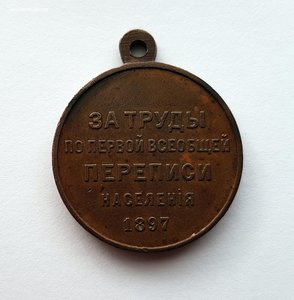 ЗА ТРУДЫ
ПО ПЕРВОЙ ВСЕОБЩЕЙ
ПЕРЕПИСИ
НАСЕЛЕНІЯ
1897